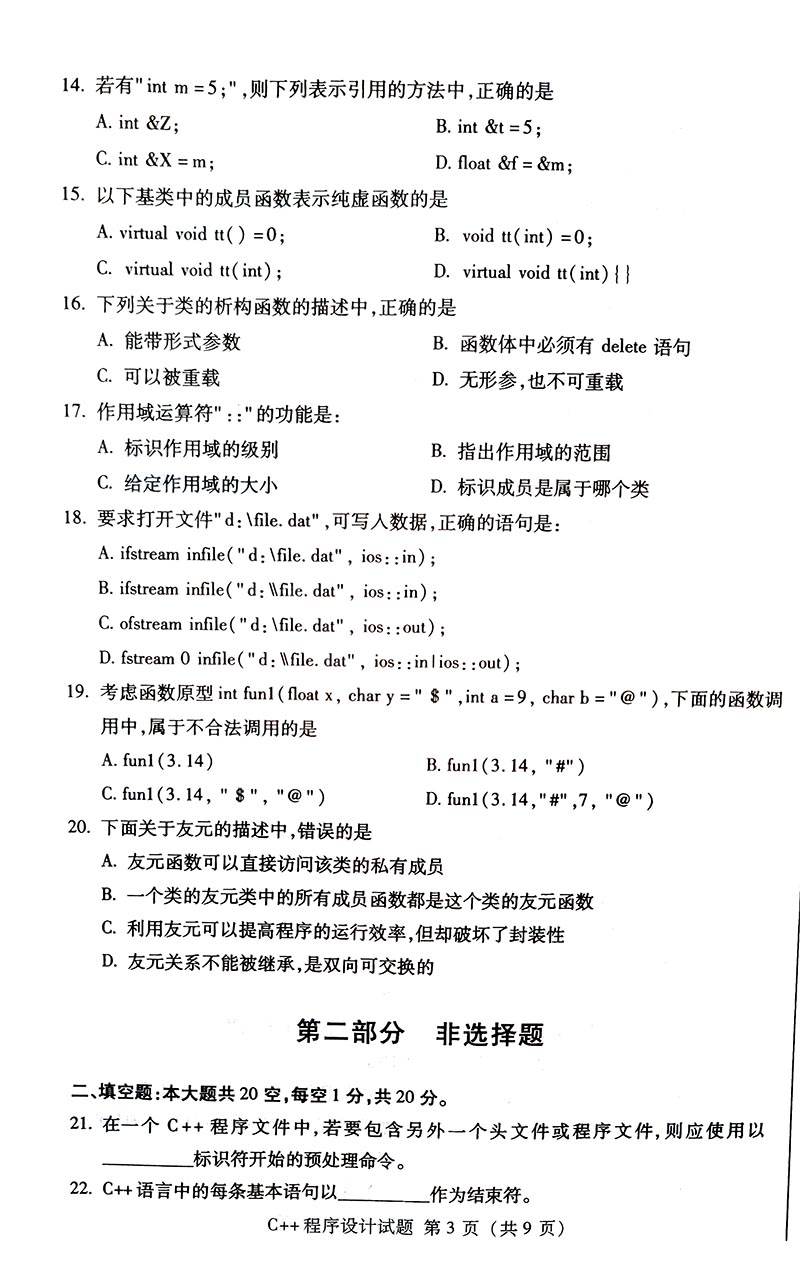 14. 若有"int m =5;",则下列表示引用的方法中,正确的是
A. int &Z; B. int &t =5;
C. int &X = m; D. float &f = &m;
15. 以下基类中的成员函数表示纯虚函数的是
A. virtual void tt( ) =0; B. void tt(int) =0;
C. virtual void tt(int); D. virtual void tt(int){ }
16. 下列关于类的析构函数的描述中,正确的是
A. 能带形式参数 B. 函数体中必须有 delete 语句
C. 可以被重载 D. 无形参,也不可重载
17. 作用域运算符"::"的功能是:
A. 标识作用域的级别 B. 指出作用域的范围
C. 给定作用域的大小 D. 标识成员是属于哪个类
18. 要求打开文件"d:\file. dat",可写人数据,正确的语句是:
A. ifstream infile("d:\file. dat", ios::in);
B. ifstream infile("d:\\file. dat", ios::in);
C. ofstream infile("d:\file. dat", ios::out);
D. fstream 0 infile("d:\\file. dat", ios::in|ios::out);
19. 考虑函数原型 int fun1(float x, char y = " $ ",int a =9, char b = "@"),下面的函数调
用中,属于不合法调用的是
A. fun1(3.14) B. fun1(3.14, "#")
C. fun1(3.14, " $ ", "@") D. fun1(3.14,"#",7, "@")
20. 下面关于友元的描述中,错误的是
A. 友元函数可以直接访问该类的私有成员
B. 一个类的友元类中的所有成员函数都是这个类的友元函数
C. 利用友元可以提高程序的运行效率,但却破坏了封装性
D. 友元关系不能被继承,是双向可交换的
第二部分 非选择题
二、填空题:本大题共20空,每空1分,共20分。
21. 在一个 C++ 程序文件中,若要包含另外一个头文件或程序文件,则应使用以
________标识符开始的预处理命令。
22. C++语言中的每条基本语句以________作为结束符。
C++程序设计试题 第3页 (共9页)